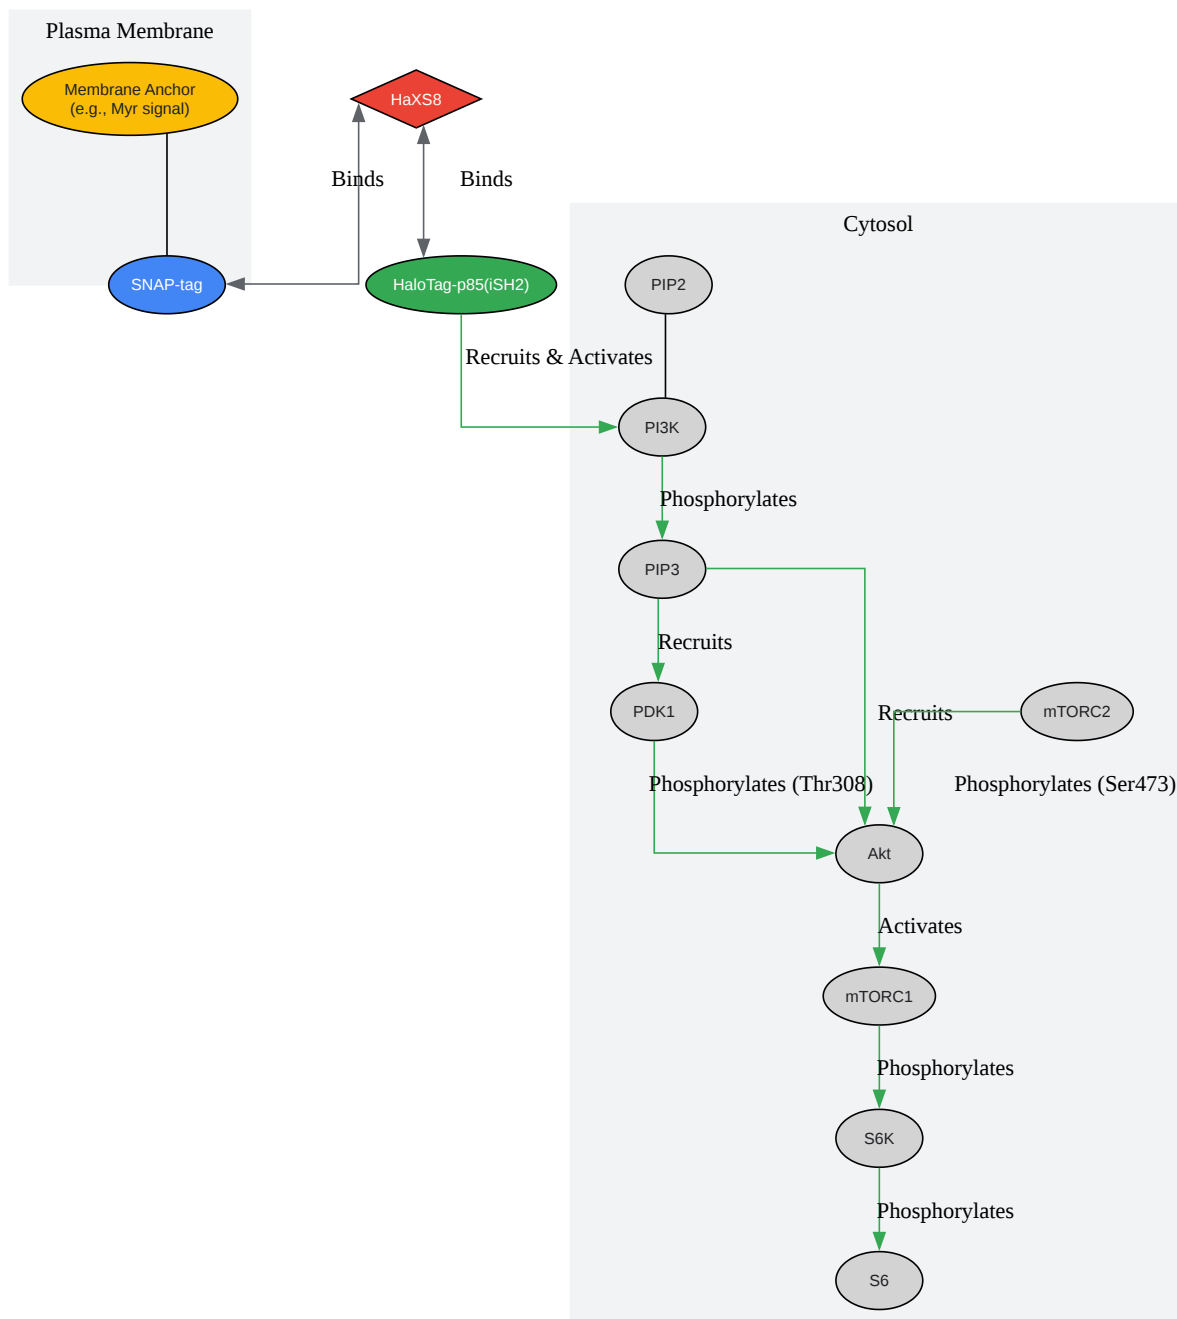 Plasma Membrane
Membrane Anchor
(e.g., Myr signal)
HaXS8
Binds
Binds
Cytosol
SNAP-tag
HaloTag-p85(iSH2)
PIP2
Recruits & Activates
PI3K
Phosphorylates
PIP3
Recruits
PDK1
Recruits
mTORC2
Phosphorylates (Thr308)
Phosphorylates (Ser473)
Akt
Activates
mTORC1
Phosphorylates
S6K
Phosphorylates
S6